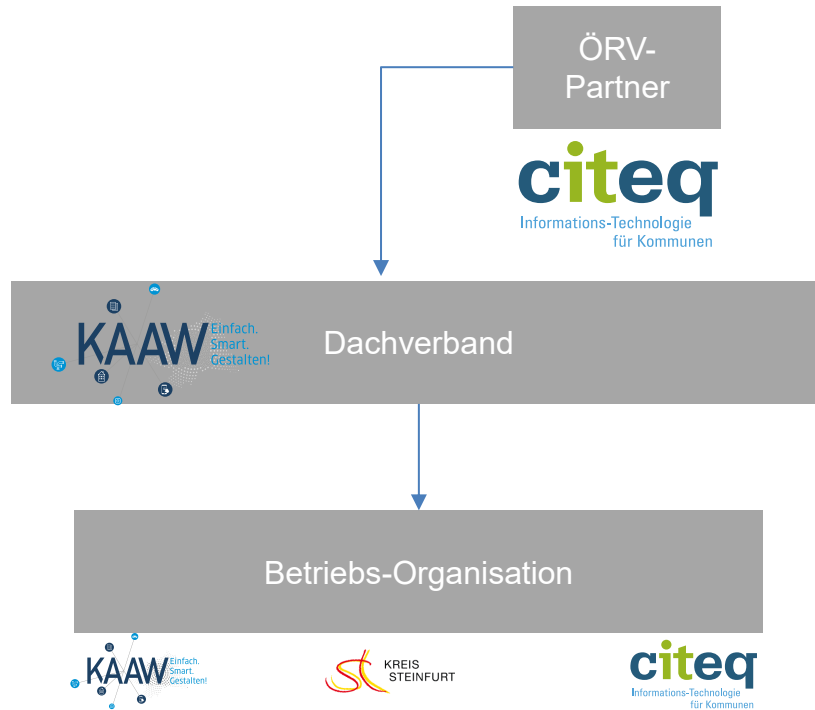 ÖRV-
Partner
citeq
Informations-Technologie
für Kommunen
KAAW
Einfach.
Smart.
Gestalten!
Dachverband
Betriebs-Organisation
KAAW
Einfach.
Smart.
Gestalten!
KREIS
STEINFURT
citeq
Informations-Technologie
für Kommunen